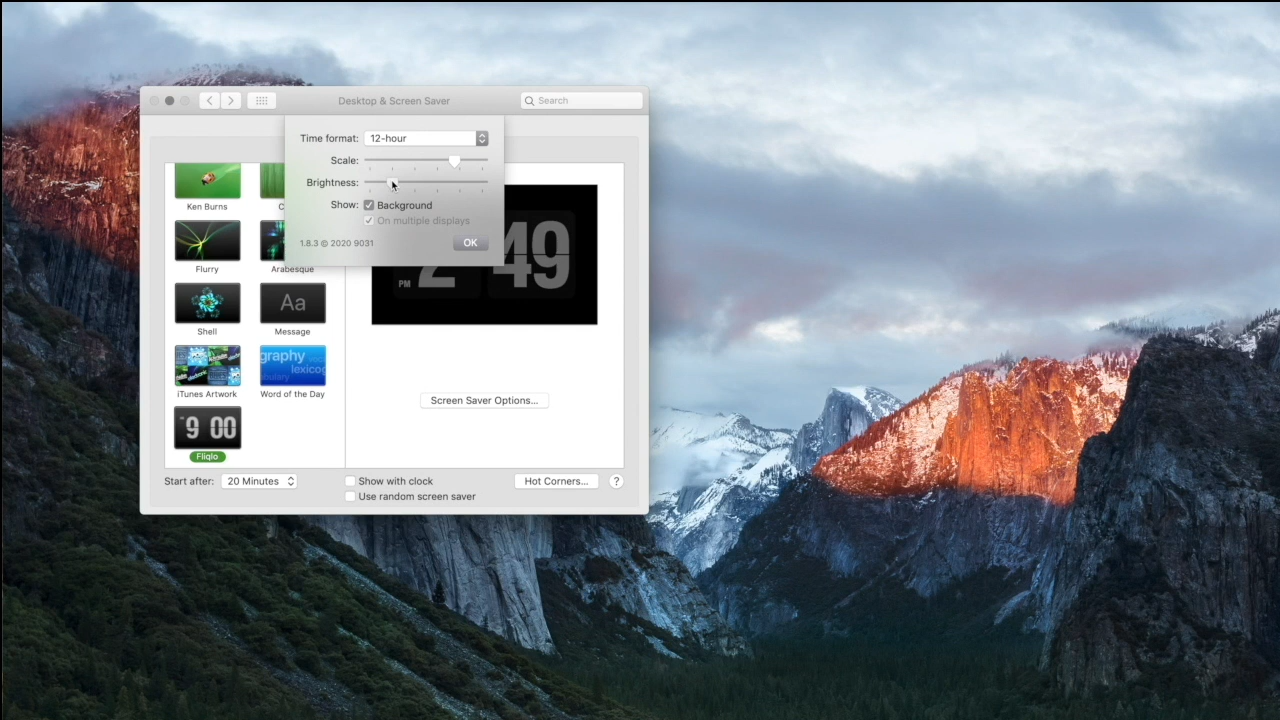 Desktop & Screen Saver
Search
Time format: 12-hour
Scale:
Brightness:
Show: Background
On multiple displays
1.8.3 © 2020 9031
OK
Ken Burns
C
Flurry
Arabesque
Aa
Shell
Message
graphy
lexicog
iTunes Artwork
Word of the Day
9 00
Fliqlo
PM 2 49
Screen Saver Options...
Start after: 20 Minutes
Show with clock
Use random screen saver
Hot Corners...
?